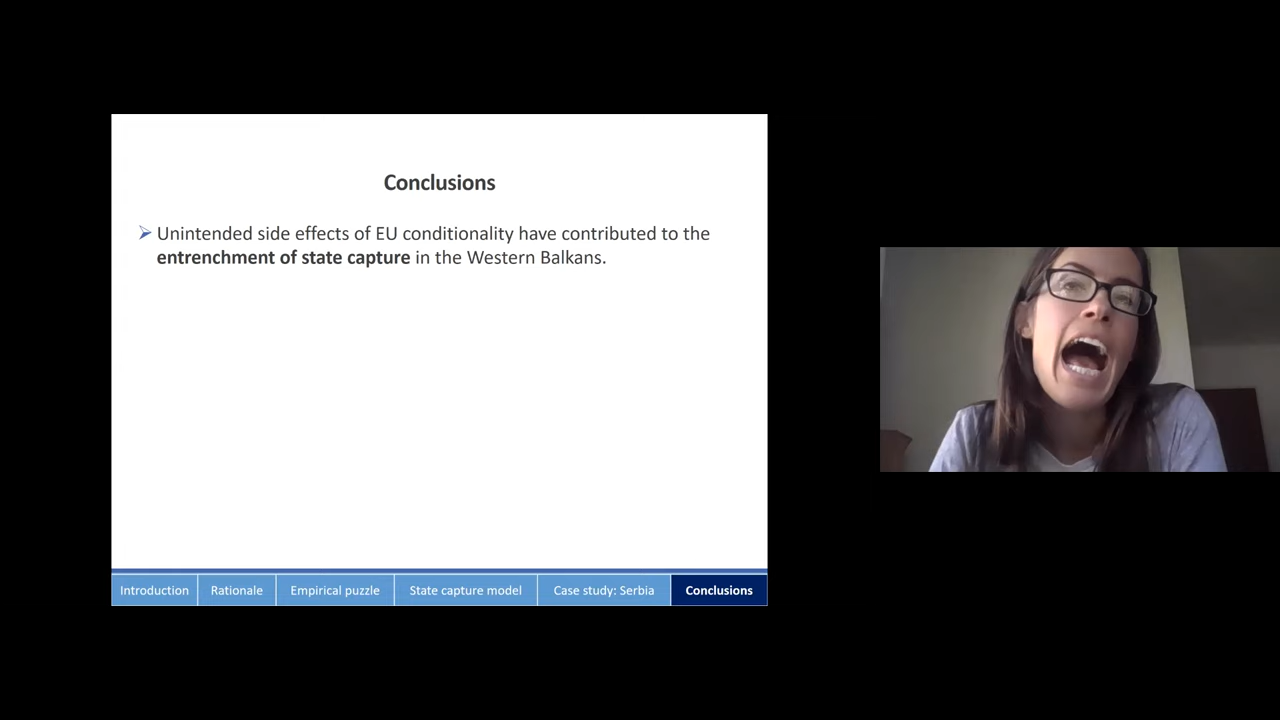 Conclusions
Unintended side effects of EU conditionality have contributed to the
entrenchment of state capture in the Western Balkans.
Introduction
Rationale
Empirical puzzle
State capture model
Case study: Serbia
Conclusions